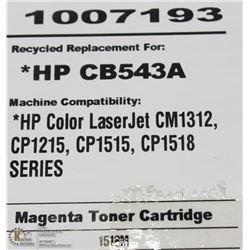 1007193
Recycled Replacement For:
*HP CB543A
Machine Compatibility:
*HP Color LaserJet CM1312,
CP1215, CP1515, CP1518
SERIES
Magenta Toner Cartridge